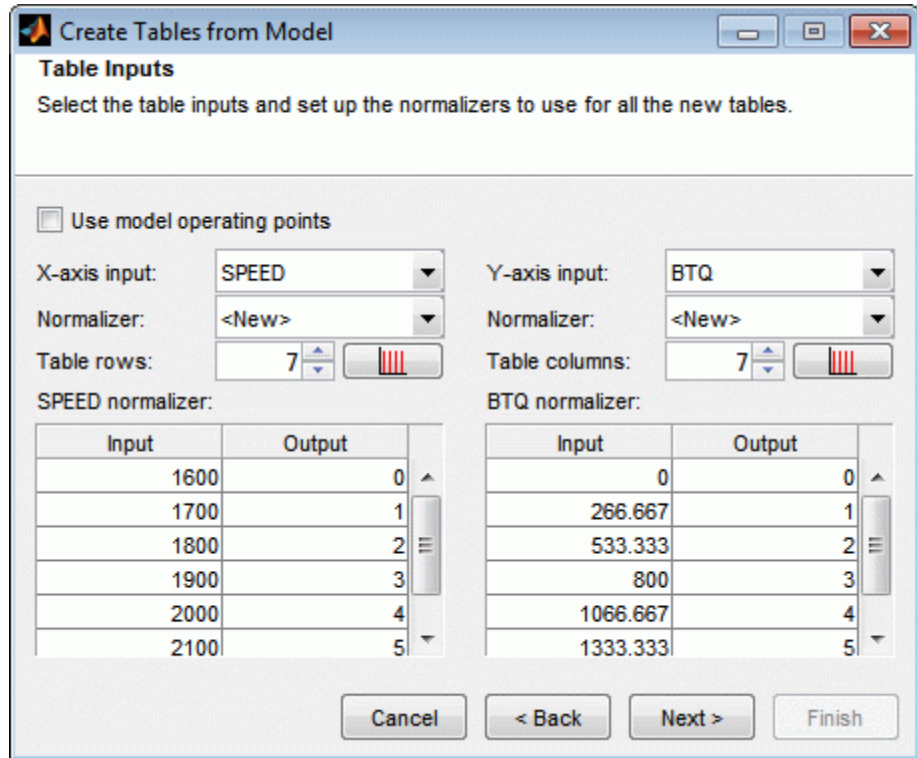 Create Tables from Model
Table Inputs
Select the table inputs and set up the normalizers to use for all the new tables.
Use model operating points
X-axis input: SPEED Y-axis input: BTQ
Normalizer: <New> Normalizer: <New>
Table rows: 7 Table columns: 7
SPEED normalizer: BTQ normalizer:
Input Output Input Output
1600 0 0 0
1700 1 266.667 1
1800 2 533.333 2
1900 3 800 3
2000 4 1066.667 4
2100 5 1333.333 5
Cancel < Back Next > Finish